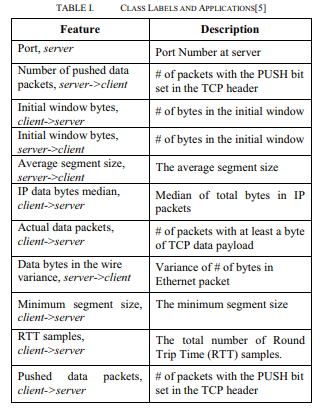 TABLE I. CLASS LABELS AND APPLICATIONS[5]
Feature Description
Port, server Port Number at server
Number of pushed data
packets, server->client
# of packets with the PUSH bit
set in the TCP header
Initial window bytes,
client->server
# of bytes in the initial window
Initial window bytes,
server->client
# of bytes in the initial window
Average segment size,
server->client
The average segment size
IP data bytes median,
client->server
Median of total bytes in IP
packets
Actual data packets,
client->server
# of packets with at least a byte
of TCP data payload
Data bytes in the wire
variance, server->client
Variance of # of bytes in
Ethernet packet
Minimum segment size,
client->server
The minimum segment size
RTT samples,
client->server
The total number of Round
Trip Time (RTT) samples.
Pushed data packets,
client->server
# of packets with the PUSH bit
set in the TCP header